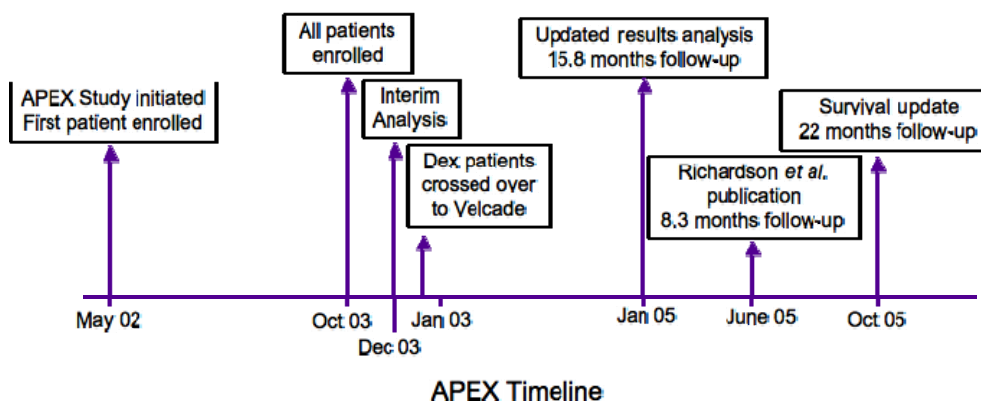 All patients
enrolled
Updated results analysis
15.8 months follow-up
APEX Study initiated
First patient enrolled
Interim
Analysis
Survival update
22 months follow-up
Dex patients
crossed over
to Velcade
Richardson et al.
publication
8.3 months follow-up
May 02
Oct 03
Dec 03
Jan 03
Jan 05
June 05
Oct 05
APEX Timeline